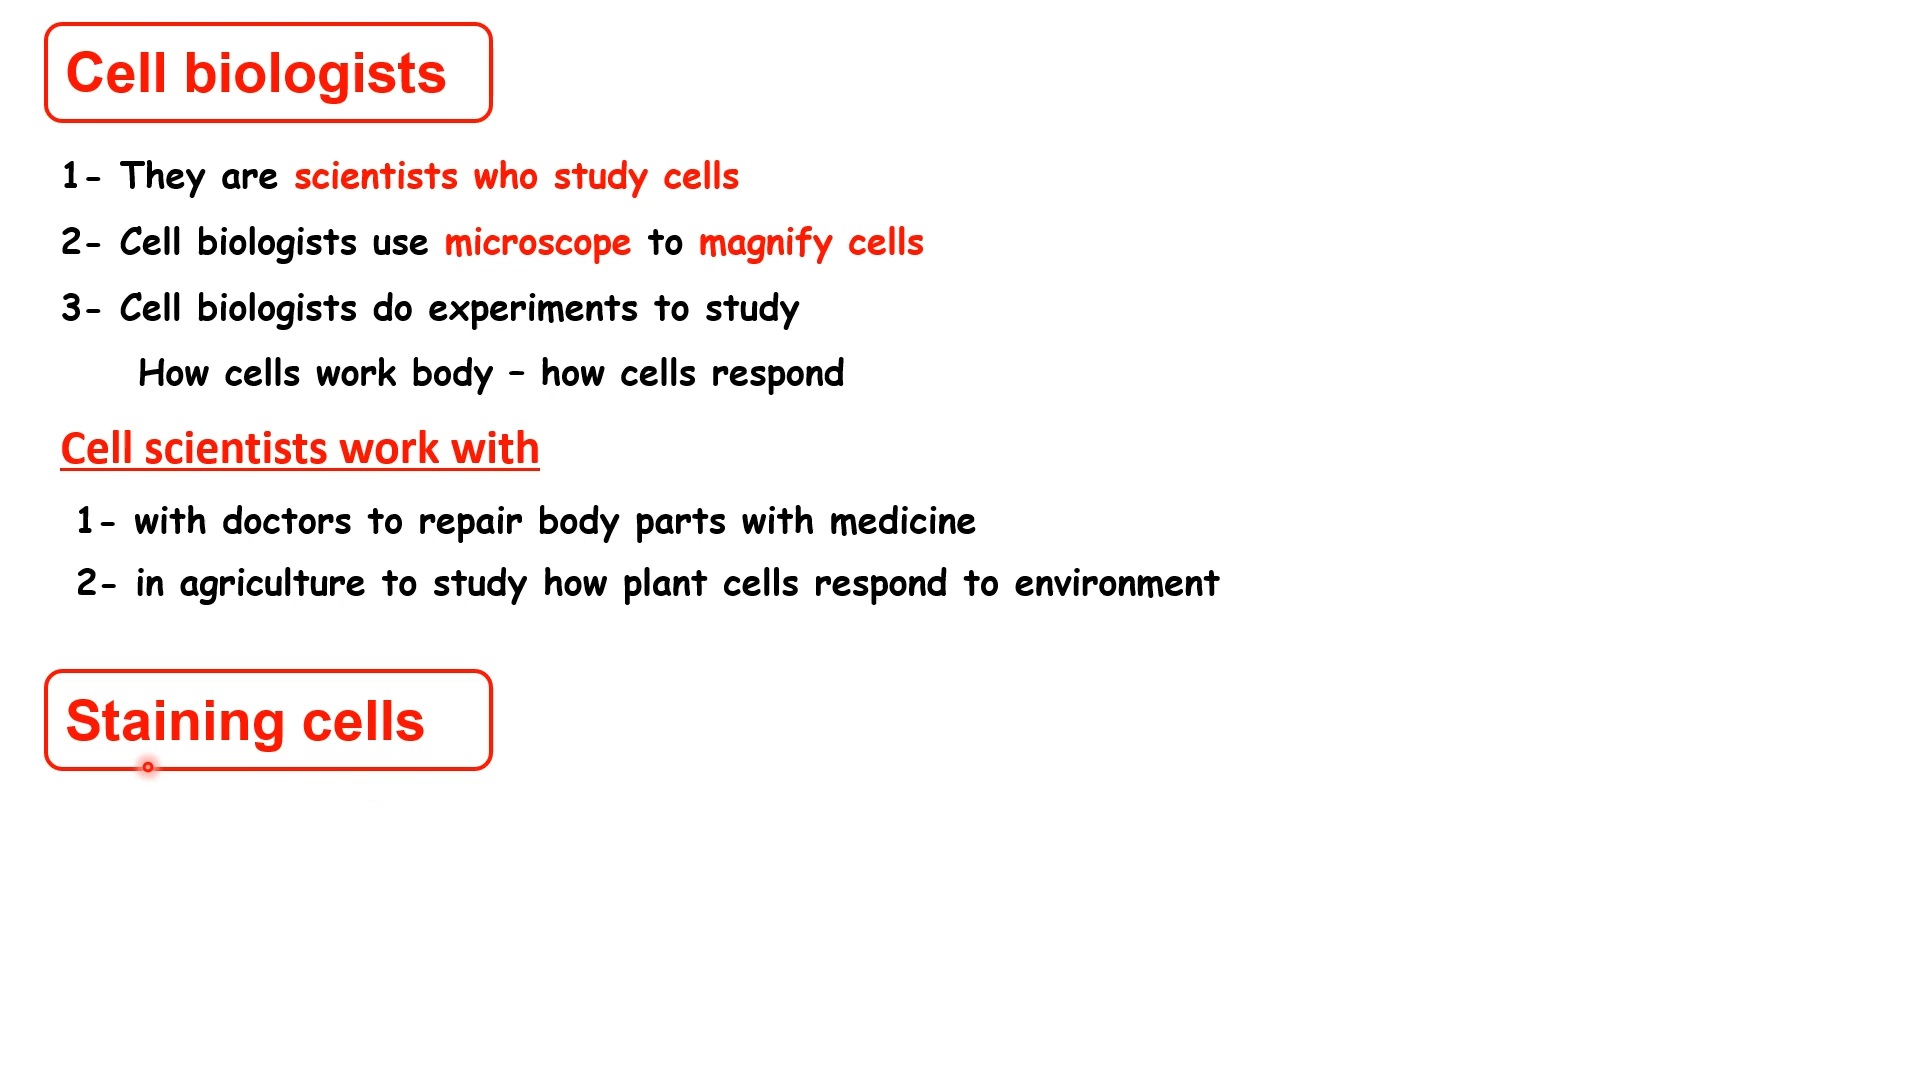 Cell biologists
1- They are scientists who study cells
2- Cell biologists use microscope to magnify cells
3- Cell biologists do experiments to study
How cells work body – how cells respond
Cell scientists work with
1- with doctors to repair body parts with medicine
2- in agriculture to study how plant cells respond to environment
Staining cells